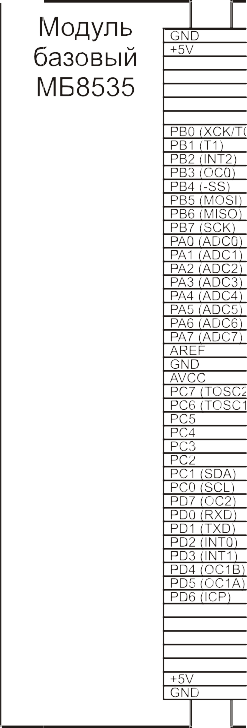 Модуль
базовый
МБ8535
GND
+5V
PB0 (XCK/T0
PB1 (T1)
PB2 (INT2)
PB3 (OC0)
PB4 (-SS)
PB5 (MOSI)
PB6 (MISO)
PB7 (SCK)
PA0 (ADC0)
PA1 (ADC1)
PA2 (ADC2)
PA3 (ADC3)
PA4 (ADC4)
PA5 (ADC5)
PA6 (ADC6)
PA7 (ADC7)
AREF
GND
AVCC
PC7 (TOSC2
PC6 (TOSC1
PC5
PC4
PC3
PC2
PC1 (SDA)
PC0 (SCL)
PD7 (OC2)
PD0 (RXD)
PD1 (TXD)
PD2 (INT0)
PD3 (INT1)
PD4 (OC1B)
PD5 (OC1A)
PD6 (ICP)
+5V
GND